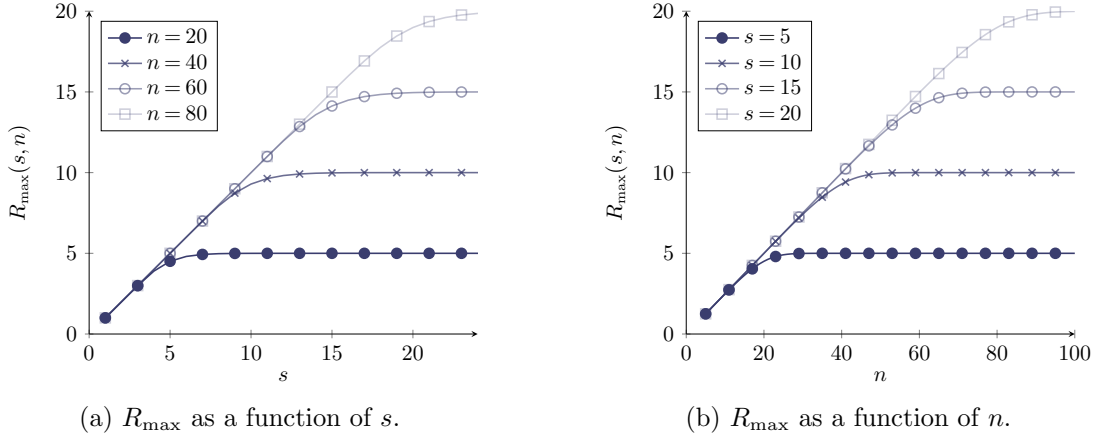 20
15
10
5
0
R_max(s, n)
n = 20
n = 40
n = 60
n = 80
0 5 10 15 20
s
(a) R_max as a function of s.
20
15
10
5
0
R_max(s, n)
s = 5
s = 10
s = 15
s = 20
0 20 40 60 80 100
n
(b) R_max as a function of n.